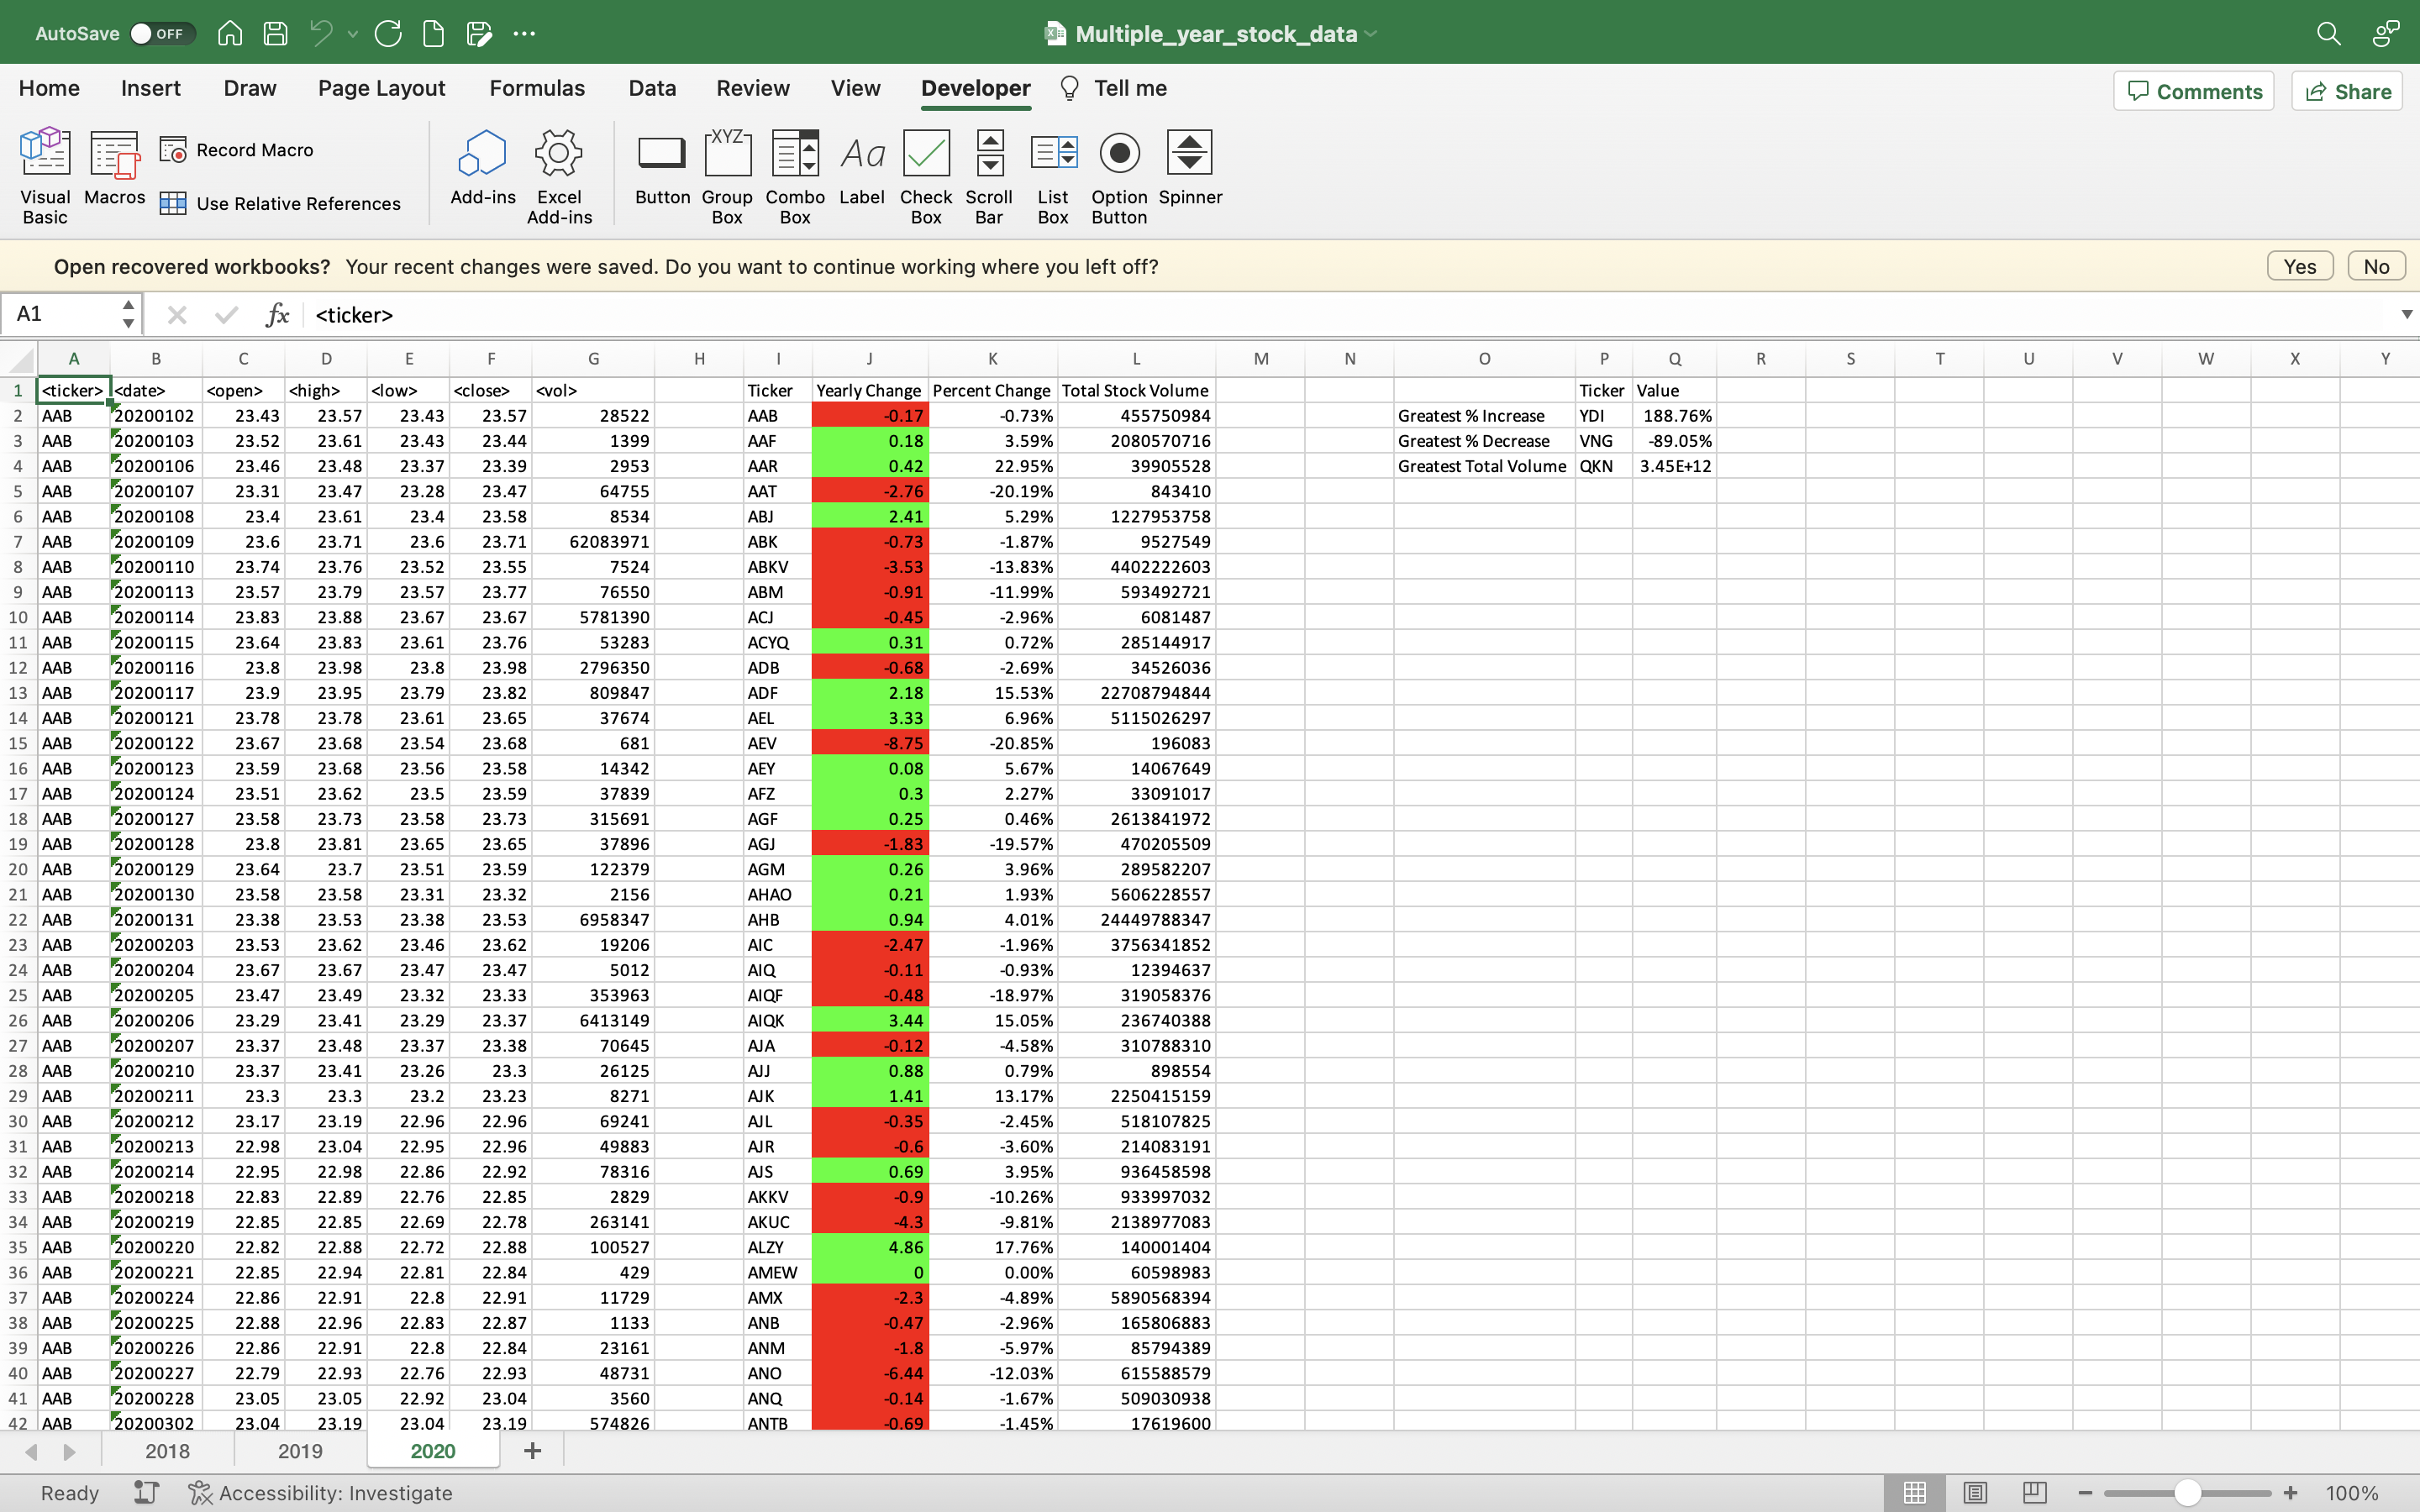 AutoSave OFF Multiple_year_stock_data
Home Insert Draw Page Layout Formulas Data Review View Developer Tell me Comments Share
Visual Basic Macros Record Macro Use Relative References Add-ins Excel Add-ins Button Group Box Combo Box Label Check Box Scroll Bar List Box Option Button Spinner
XYZ Aa
Open recovered workbooks? Your recent changes were saved. Do you want to continue working where you left off? Yes No
A1 fx <ticker>
A B C D E F G H I J K L M N O P Q R S T U V W X Y
1 <ticker> <date> <open> <high> <low> <close> <vol> Ticker Yearly Change Percent Change Total Stock Volume Ticker Value
2 AAB 20200102 23.43 23.57 23.43 23.57 28522 AAB -0.17 -0.73% 455750984 Greatest % Increase YDI 188.76%
3 AAB 20200103 23.52 23.61 23.43 23.44 1399 AAF 0.18 3.59% 2080570716 Greatest % Decrease VNG -89.05%
4 AAB 20200106 23.46 23.48 23.37 23.39 2953 AAR 0.42 22.95% 39905528 Greatest Total Volume QKN 3.45E+12
5 AAB 20200107 23.31 23.47 23.28 23.47 64755 AAT -2.76 -20.19% 843410
6 AAB 20200108 23.4 23.61 23.4 23.58 8534 ABJ 2.41 5.29% 1227953758
7 AAB 20200109 23.6 23.71 23.6 23.71 62083971 ABK -0.73 -1.87% 9527549
8 AAB 20200110 23.74 23.76 23.52 23.55 7524 ABKV -3.53 -13.83% 4402222603
9 AAB 20200113 23.57 23.79 23.57 23.77 76550 ABM -0.91 -11.99% 593492721
10 AAB 20200114 23.83 23.88 23.67 23.67 5781390 ACJ -0.45 -2.96% 6081487
11 AAB 20200115 23.64 23.83 23.61 23.76 53283 ACYQ 0.31 0.72% 285144917
12 AAB 20200116 23.8 23.98 23.8 23.98 2796350 ADB -0.68 -2.69% 34526036
13 AAB 20200117 23.9 23.95 23.79 23.82 809847 ADF 2.18 15.53% 22708794844
14 AAB 20200121 23.78 23.78 23.61 23.65 37674 AEL 3.33 6.96% 5115026297
15 AAB 20200122 23.67 23.68 23.54 23.68 681 AEV -8.75 -20.85% 196083
16 AAB 20200123 23.59 23.68 23.56 23.58 14342 AEY 0.08 5.67% 14067649
17 AAB 20200124 23.51 23.62 23.5 23.59 37839 AFZ 0.3 2.27% 33091017
18 AAB 20200127 23.58 23.73 23.58 23.73 315691 AGF 0.25 0.46% 2613841972
19 AAB 20200128 23.8 23.81 23.65 23.65 37896 AGJ -1.83 -19.57% 470205509
20 AAB 20200129 23.64 23.7 23.51 23.59 122379 AGM 0.26 3.96% 289582207
21 AAB 20200130 23.58 23.58 23.31 23.32 2156 AHAO 0.21 1.93% 5606228557
22 AAB 20200131 23.38 23.53 23.38 23.53 6958347 AHB 0.94 4.01% 24449788347
23 AAB 20200203 23.53 23.62 23.46 23.62 19206 AIC -2.47 -1.96% 3756341852
24 AAB 20200204 23.67 23.67 23.47 23.47 5012 AIQ -0.11 -0.93% 12394637
25 AAB 20200205 23.47 23.49 23.32 23.33 353963 AIQF -0.48 -18.97% 319058376
26 AAB 20200206 23.29 23.41 23.29 23.37 6413149 AIQK 3.44 15.05% 236740388
27 AAB 20200207 23.37 23.48 23.37 23.38 70645 AJA -0.12 -4.58% 310788310
28 AAB 20200210 23.37 23.41 23.26 23.3 26125 AJJ 0.88 0.79% 898554
29 AAB 20200211 23.3 23.3 23.2 23.23 8271 AJK 1.41 13.17% 2250415159
30 AAB 20200212 23.17 23.19 22.96 22.96 69241 AJL -0.35 -2.45% 518107825
31 AAB 20200213 22.98 23.04 22.95 22.96 49883 AJR -0.6 -3.60% 214083191
32 AAB 20200214 22.95 22.98 22.86 22.92 78316 AJS 0.69 3.95% 936458598
33 AAB 20200218 22.83 22.89 22.76 22.85 2829 AKKV -0.9 -10.26% 933997032
34 AAB 20200219 22.85 22.85 22.69 22.78 263141 AKUC -4.3 -9.81% 2138977083
35 AAB 20200220 22.82 22.88 22.72 22.88 100527 ALZY 4.86 17.76% 140001404
36 AAB 20200221 22.85 22.94 22.81 22.84 429 AMEW 0 0.00% 60598983
37 AAB 20200224 22.86 22.91 22.8 22.91 11729 AMX -2.3 -4.89% 5890568394
38 AAB 20200225 22.88 22.96 22.83 22.87 1133 ANB -0.47 -2.96% 165806883
39 AAB 20200226 22.86 22.91 22.8 22.84 23161 ANM -1.8 -5.97% 85794389
40 AAB 20200227 22.79 22.93 22.76 22.93 48731 ANO -6.44 -12.03% 615588579
41 AAB 20200228 23.05 23.05 22.92 23.04 3560 ANQ -0.14 -1.67% 509030938
42 AAB 20200302 23.04 23.19 23.04 23.19 574826 ANTB -0.69 -1.45% 17619600
2018 2019 2020 +
Ready Accessibility: Investigate 100%